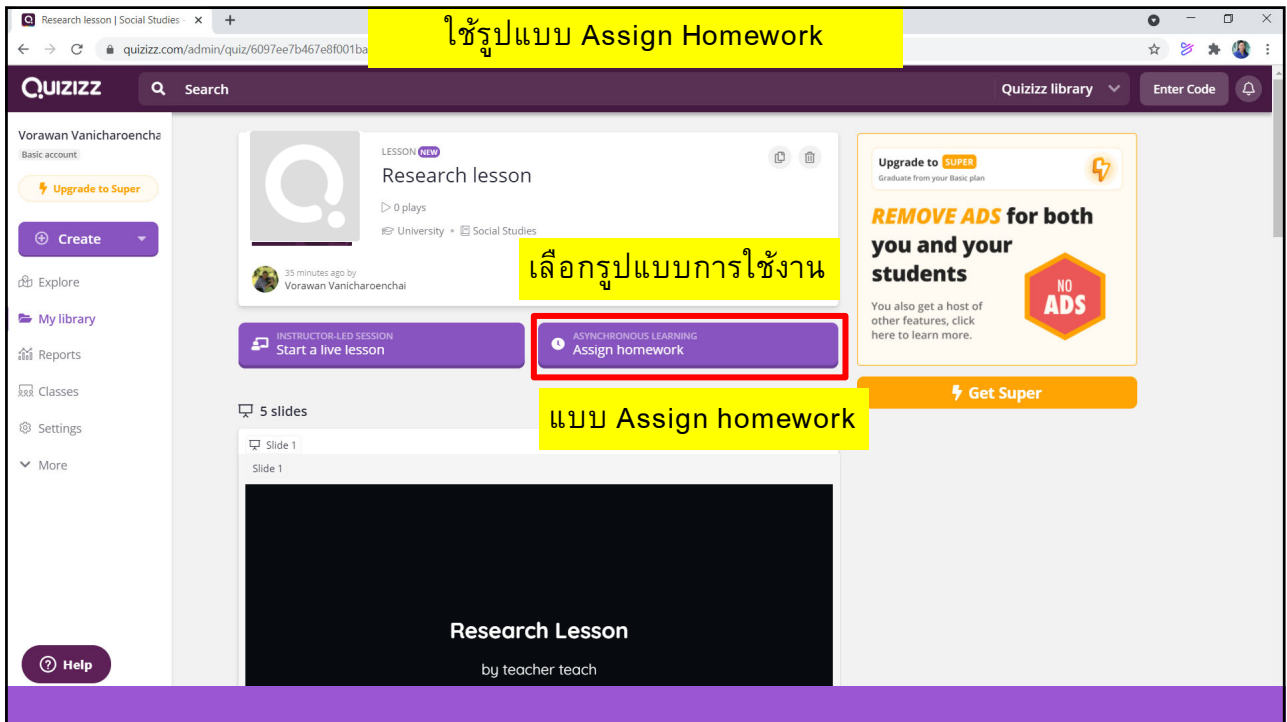 Research lesson | Social Studies -
ใช้รูปแบบ Assign Homework
quizizz.com/admin/quiz/6097ee7b467e8f001ba
QUIZIZZ
Search
Quizizz library
Enter Code
Vorawan Vanicharoencha
Basic account
Upgrade to Super
Create
Explore
My library
Reports
Classes
Settings
More
Help
LESSON NEW
Research lesson
0 plays
University • Social Studies
35 minutes ago by
Vorawan Vanicharoenchai
เลือกรูปแบบการใช้งาน
INSTRUCTOR-LED SESSION
Start a live lesson
ASYNCHRONOUS LEARNING
Assign homework
แบบ Assign homework
5 slides
Slide 1
Slide 1
Research Lesson
by teacher teach
Upgrade to SUPER
Graduate from your Basic plan
REMOVE ADS for both
you and your
students
NO
ADS
You also get a host of
other features, click
here to learn more.
Get Super